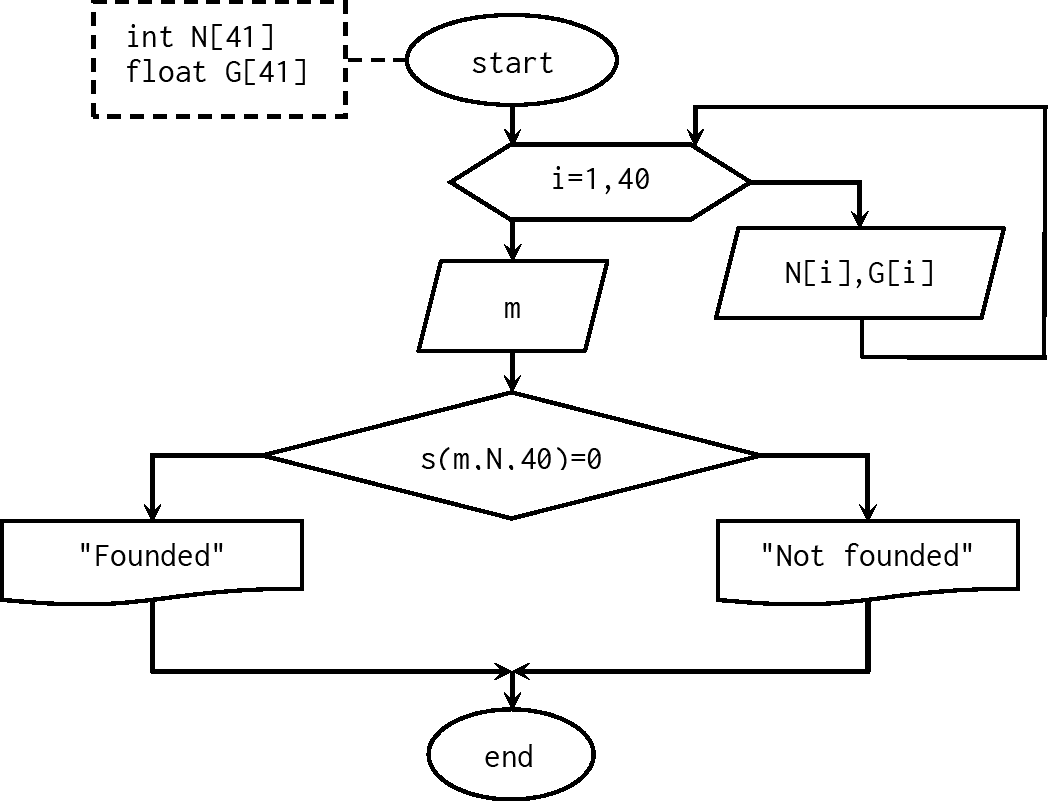 int N[41]
float G[41]
start
i=1,40
N[i],G[i]
m
s(m,N,40)=0
"Founded"
"Not founded"
end